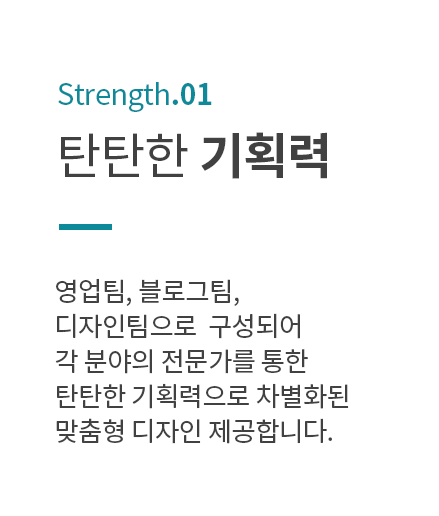 Strength.01
탄탄한 기획력
영업팀, 블로그팀,
디자인팀으로 구성되어
각 분야의 전문가를 통한
탄탄한 기획력으로 차별화된
맞춤형 디자인 제공합니다.